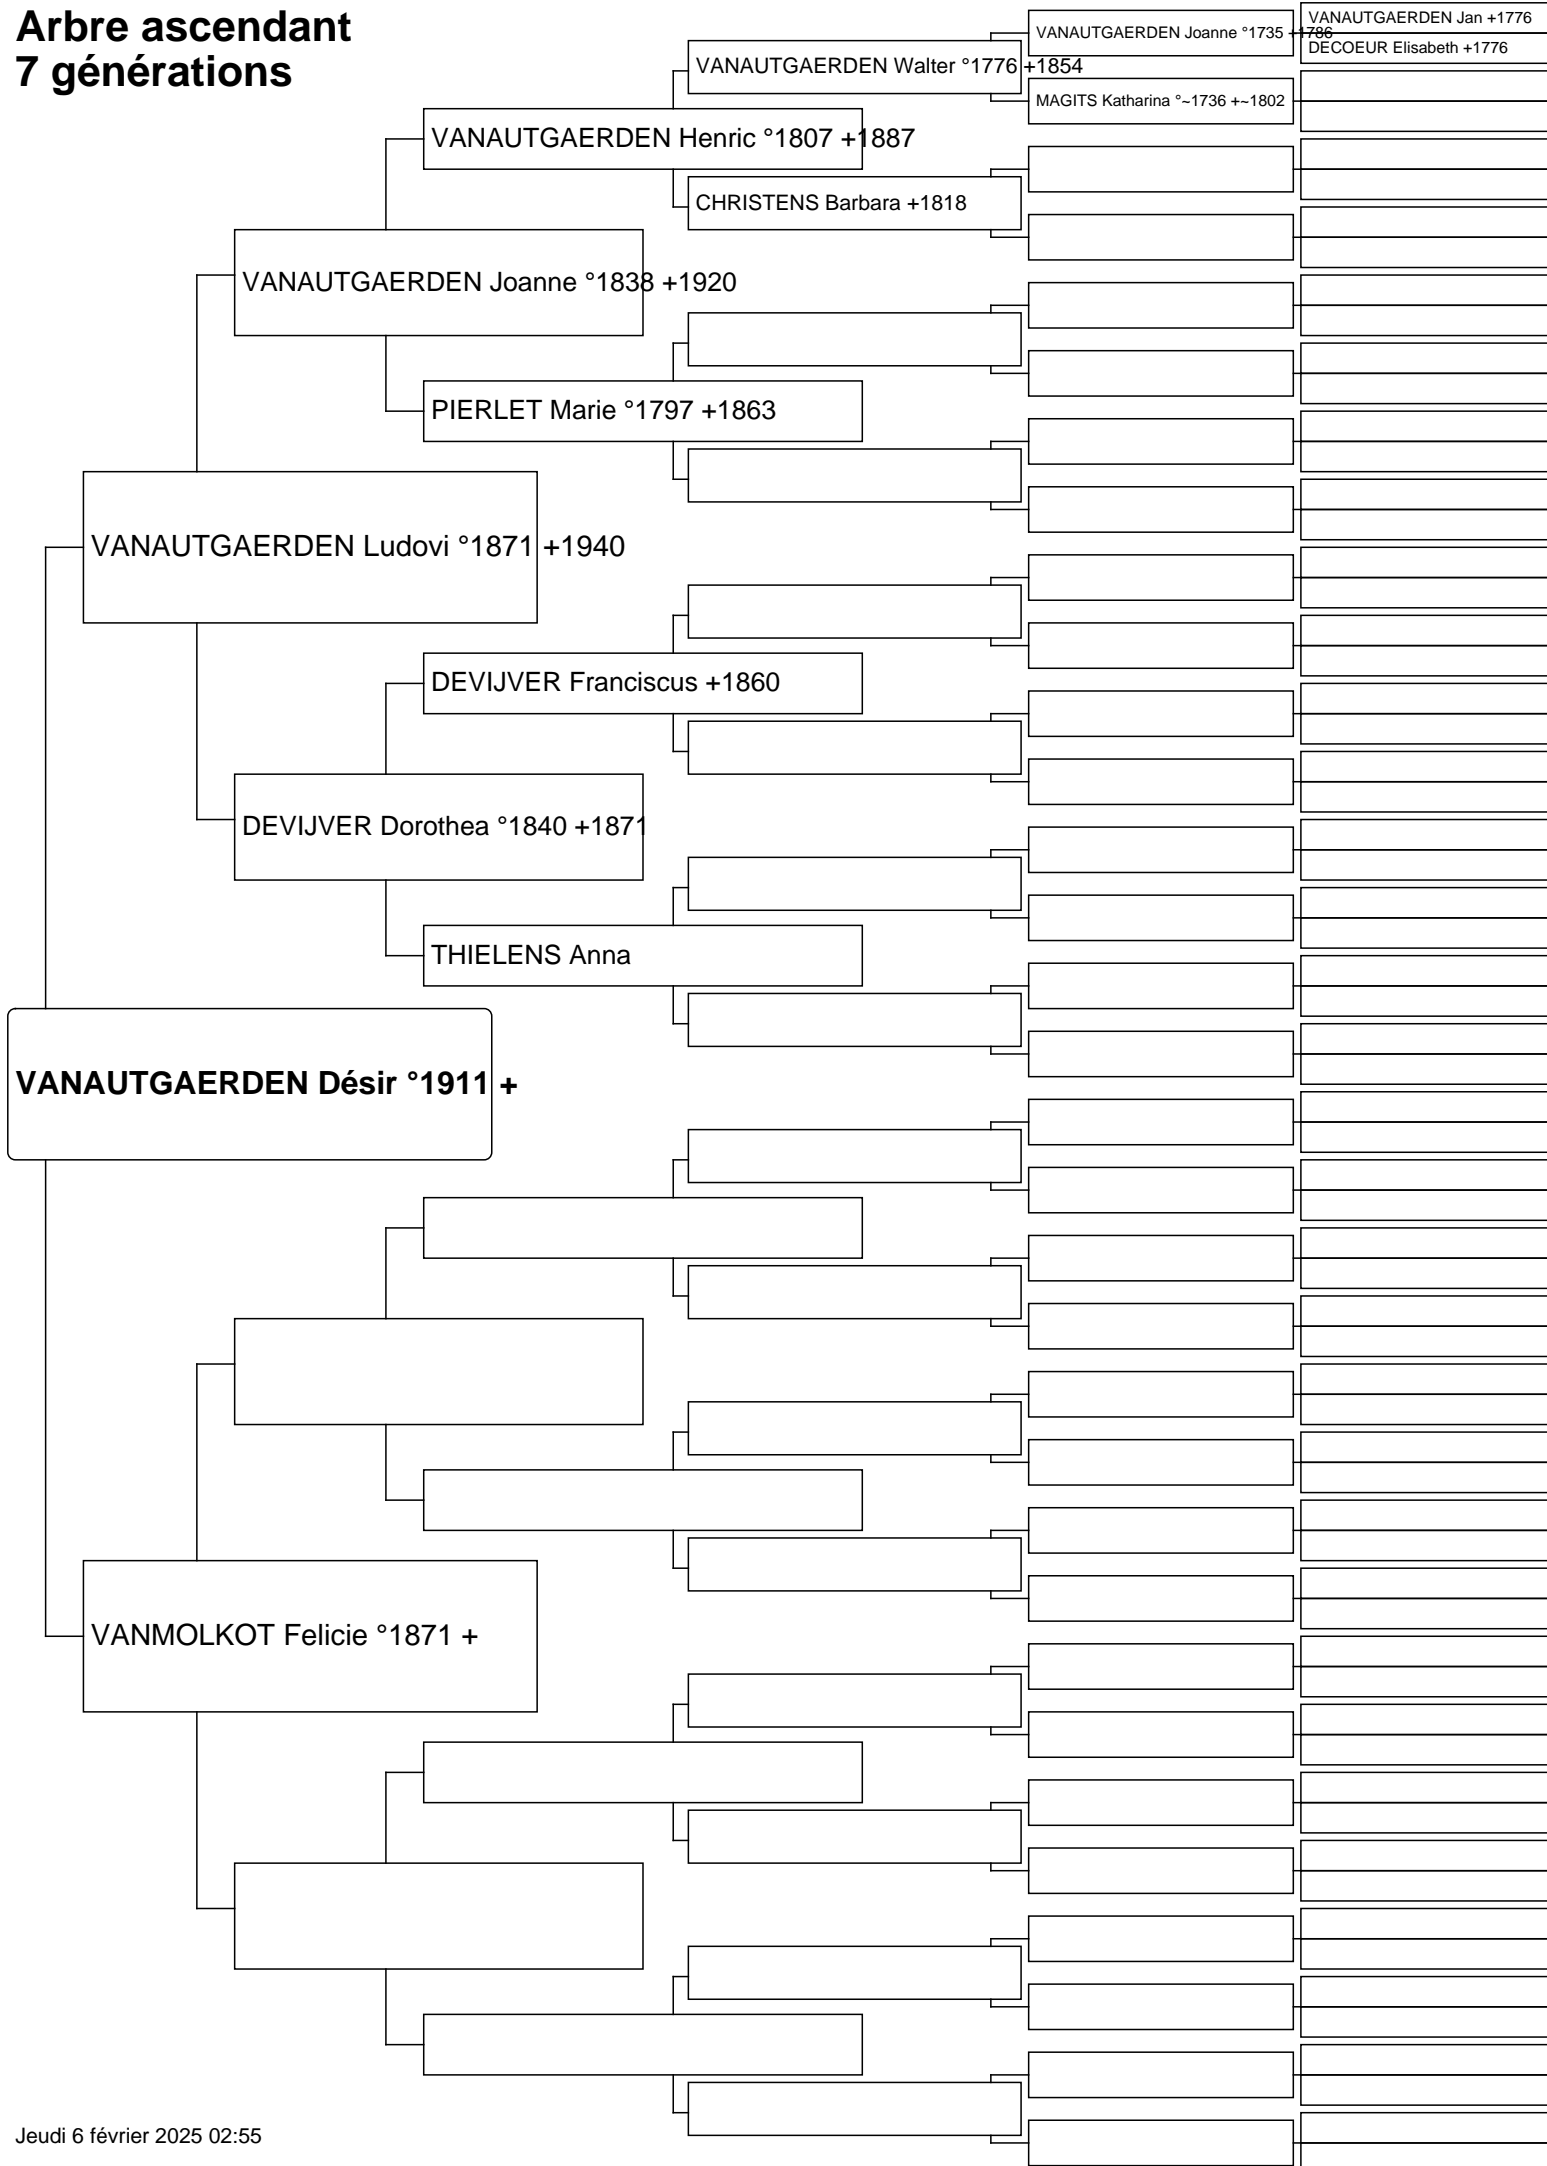 Arbre ascendant
7 générations
VANAUTGAERDEN Jan +1776
VANAUTGAERDEN Joanne °1735 +1786
DECOEUR Elisabeth +1776
VANAUTGAERDEN Walter °1776 +1854
MAGITS Katharina °~1736 +~1802
VANAUTGAERDEN Henric °1807 +1887
CHRISTENS Barbara +1818
VANAUTGAERDEN Joanne °1838 +1920
PIERLET Marie °1797 +1863
VANAUTGAERDEN Ludovi °1871 +1940
DEVIJVER Franciscus +1860
DEVIJVER Dorothea °1840 +1871
THIELENS Anna
VANAUTGAERDEN Désir °1911 +
VANMOLKOT Felicie °1871 +
Jeudi 6 février 2025 02:55